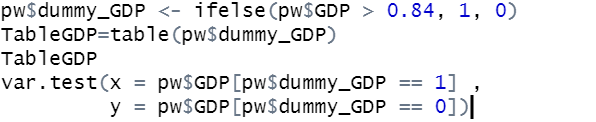 pw$dummy_GDP <- ifelse(pw$GDP > 0.84, 1, 0)
TableGDP=table(pw$dummy_GDP)
TableGDP
var.test(x = pw$GDP[pw$dummy_GDP == 1] ,
y = pw$GDP[pw$dummy_GDP == 0])